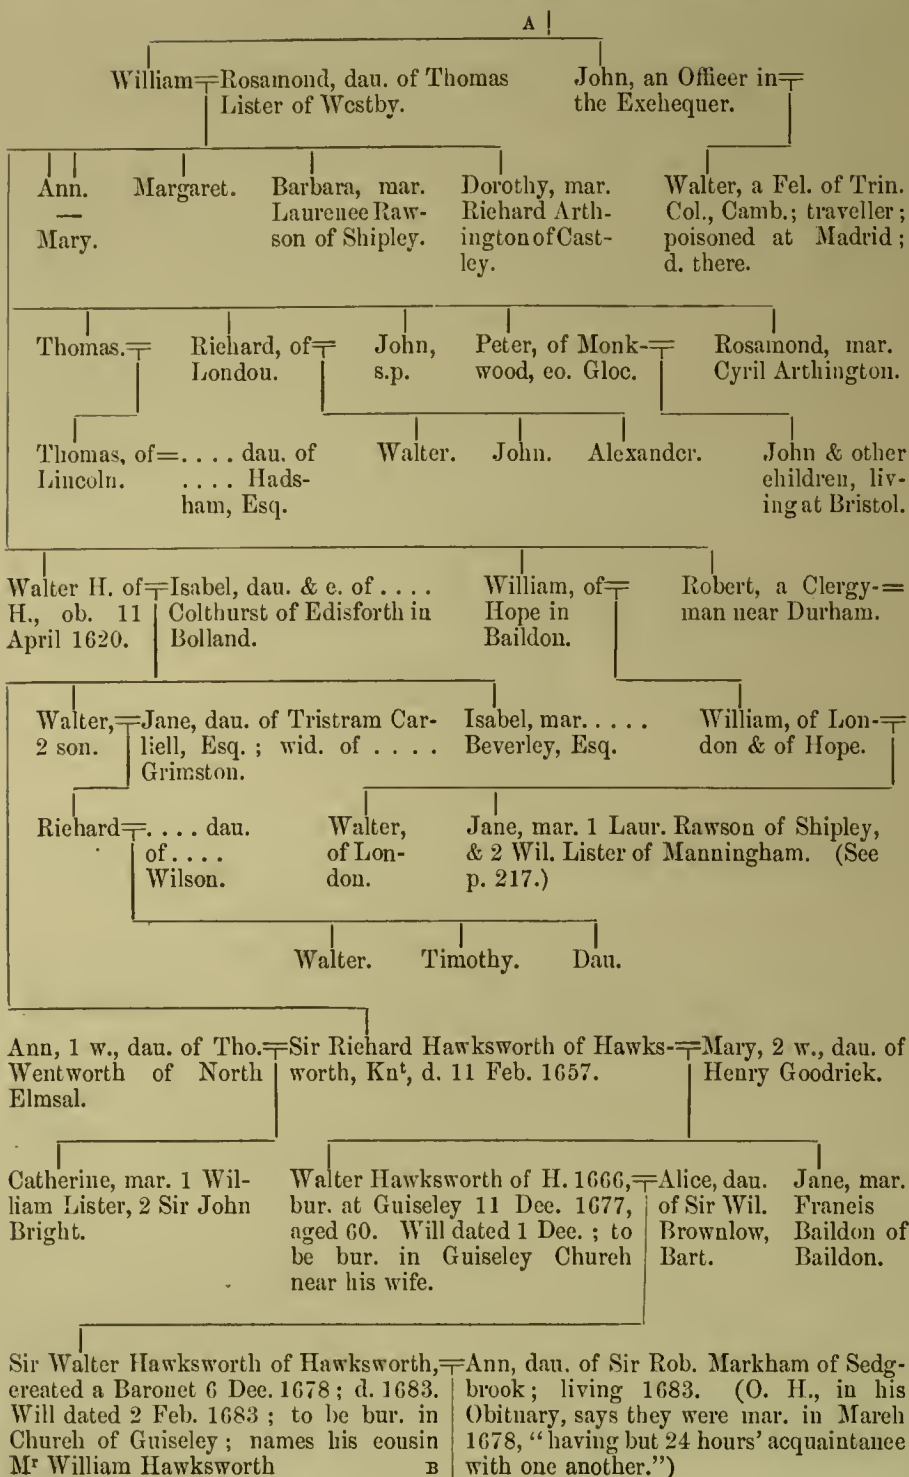 A
William Rosamond, dau. of Thomas
Lister of Westby.
John, an Officer in
the Exchequer.
Ann.
—
Mary.
Margaret.
Barbara, mar.
Laurence Raw-
son of Shipley.
Dorothy, mar.
Richard Arth-
ington of Cast-
ley.
Walter, a Fel. of Trin.
Col., Camb.; traveller;
poisoned at Madrid;
d. there.
Thomas.
Richard, of
London.
John,
s.p.
Peter, of Monk-
wood, co. Gloc.
Rosamond, mar.
Cyril Arthington.
Thomas, of=. . . . dau. of
Lincoln. . . . . Hads-
ham, Esq.
Walter.
John.
Alexander.
John & other
children, liv-
ing at Bristol.
Walter H. of
H., ob. 11
April 1620.
Isabel, dau. & e. of . . . .
Colthurst of Edisforth in
Bolland.
William, of
Hope in
Baildon.
Robert, a Clergy-=
man near Durham.
Walter,
2 son.
Jane, dau. of Tristram Car-
liell, Esq.; wid. of . . . .
Grimston.
Isabel, mar. . . . .
Beverley, Esq.
William, of Lon-
don & of Hope.
Richard
. . . . dau.
of . . . .
Wilson.
Walter,
of Lon-
don.
Jane, mar. 1 Laur. Rawson of Shipley,
& 2 Wil. Lister of Manningham. (See
p. 217.)
Walter.
Timothy.
Dau.
Ann, 1 w., dau. of Tho.
Wentworth of North
Elmsal.
Sir Richard Hawksworth of Hawks-
worth, Knt, d. 11 Feb. 1657.
Mary, 2 w., dau. of
Henry Goodrick.
Catherine, mar. 1 Wil-
liam Lister, 2 Sir John
Bright.
Walter Hawksworth of H. 1666,
bur. at Guiseley 11 Dec. 1677,
aged 60. Will dated 1 Dec.; to
be bur. in Guiseley Church
near his wife.
Alice, dau.
of Sir Wil.
Brownlow,
Bart.
Jane, mar.
Francis
Baildon of
Baildon.
Sir Walter Hawksworth of Hawksworth,
created a Baronet 6 Dec. 1678; d. 1683.
Will dated 2 Feb. 1683; to be bur. in
Church of Guiseley; names his cousin
Mr William Hawksworth B
Ann, dau. of Sir Rob. Markham of Sedg-
brook; living 1683. (O. H., in his
Obituary, says they were mar. in March
1678, "having but 24 hours' acquaintance
with one another.")